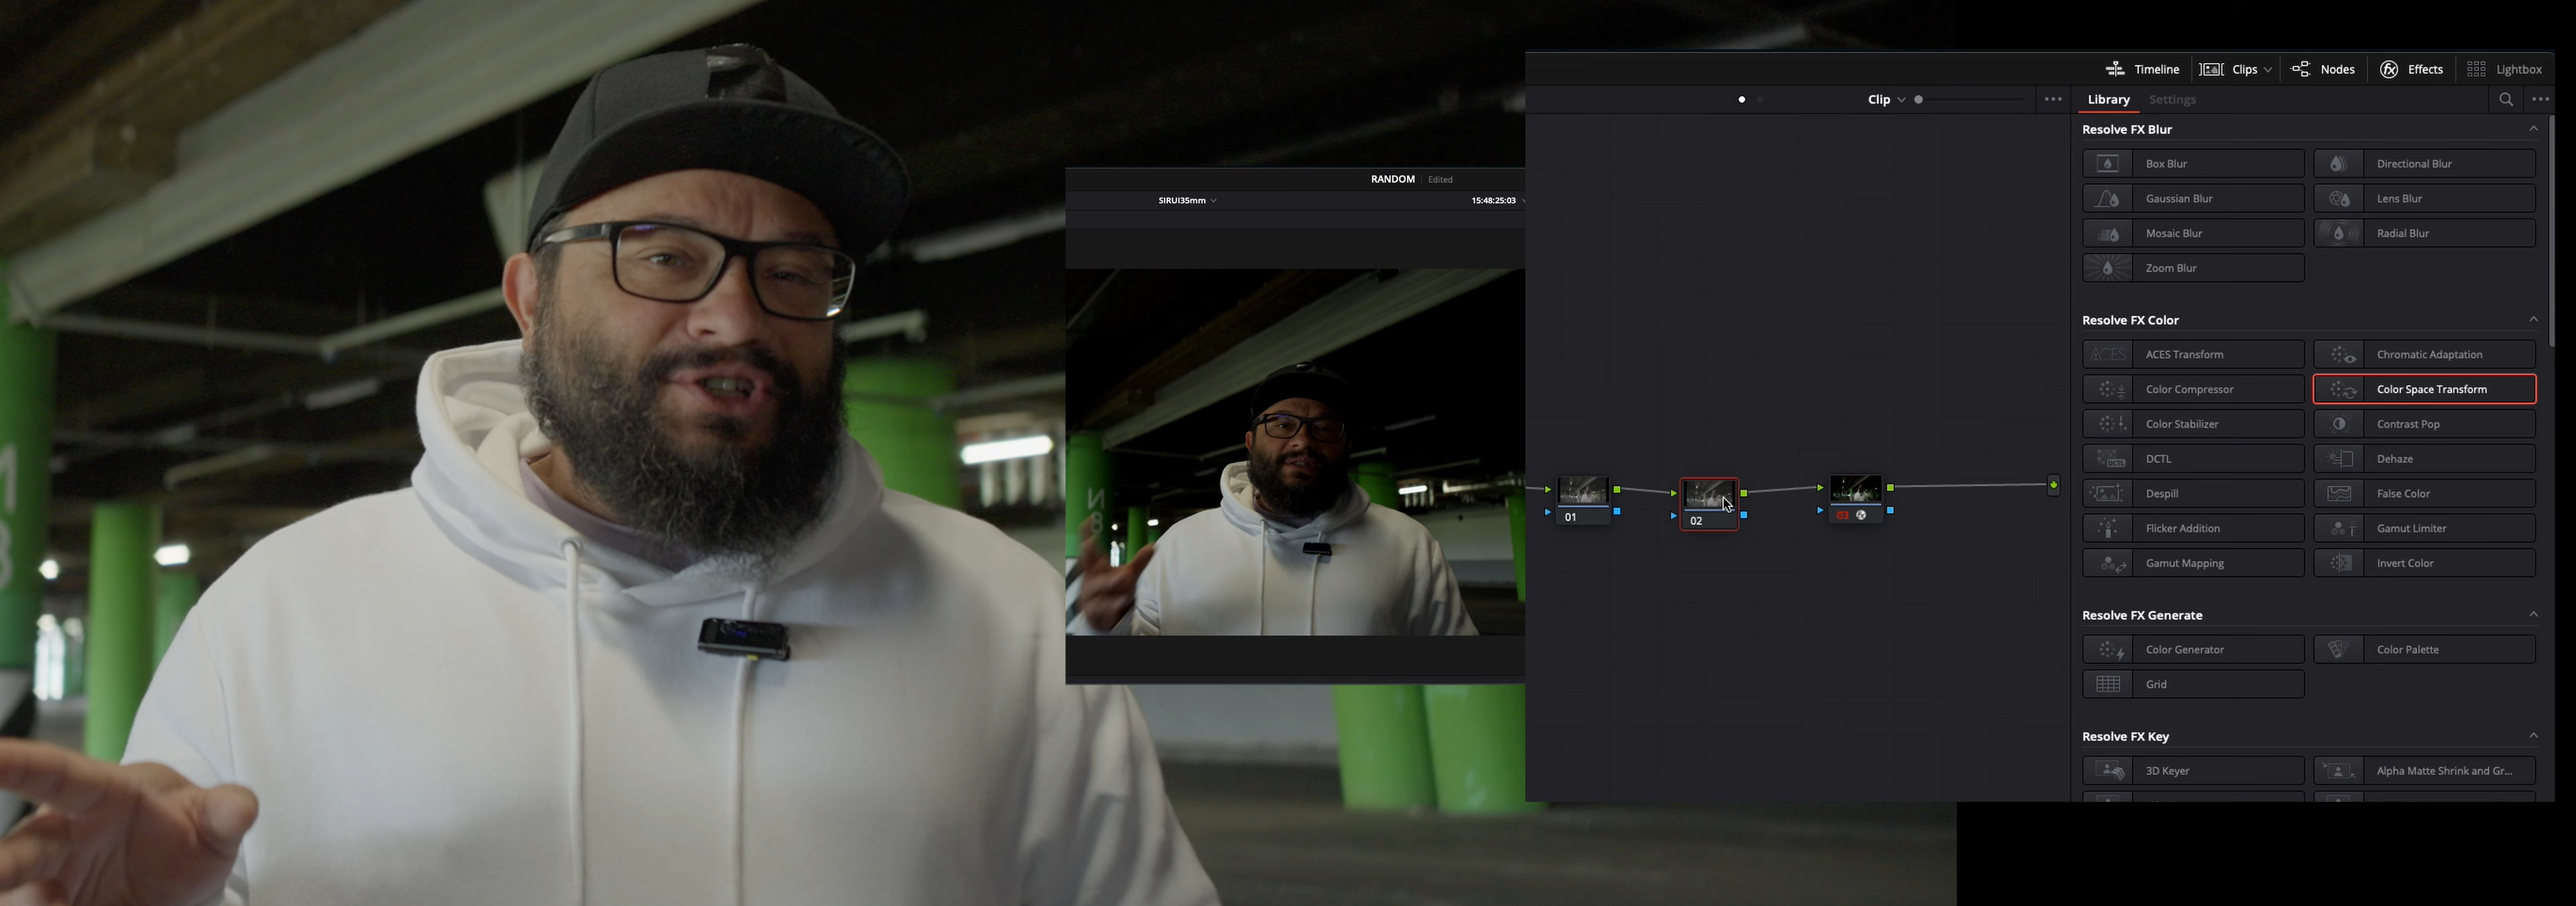 Timeline
Clips
Nodes
Effects
Lightbox
Clip
Library
Settings
RANDOM
Edited
SIRUI35mm
15:48:25:03
Resolve FX Blur
Box Blur
Directional Blur
Gaussian Blur
Lens Blur
Mosaic Blur
Radial Blur
Zoom Blur
Resolve FX Color
ACES
ACES Transform
Chromatic Adaptation
Color Compressor
Color Space Transform
Color Stabilizer
Contrast Pop
DCTL
DCTL
Dehaze
Despill
False Color
Flicker Addition
Gamut Limiter
Gamut Mapping
Invert Color
01
02
03
N
8
Resolve FX Generate
Color Generator
Color Palette
Grid
Resolve FX Key
3D Keyer
Alpha Matte Shrink and Gr...